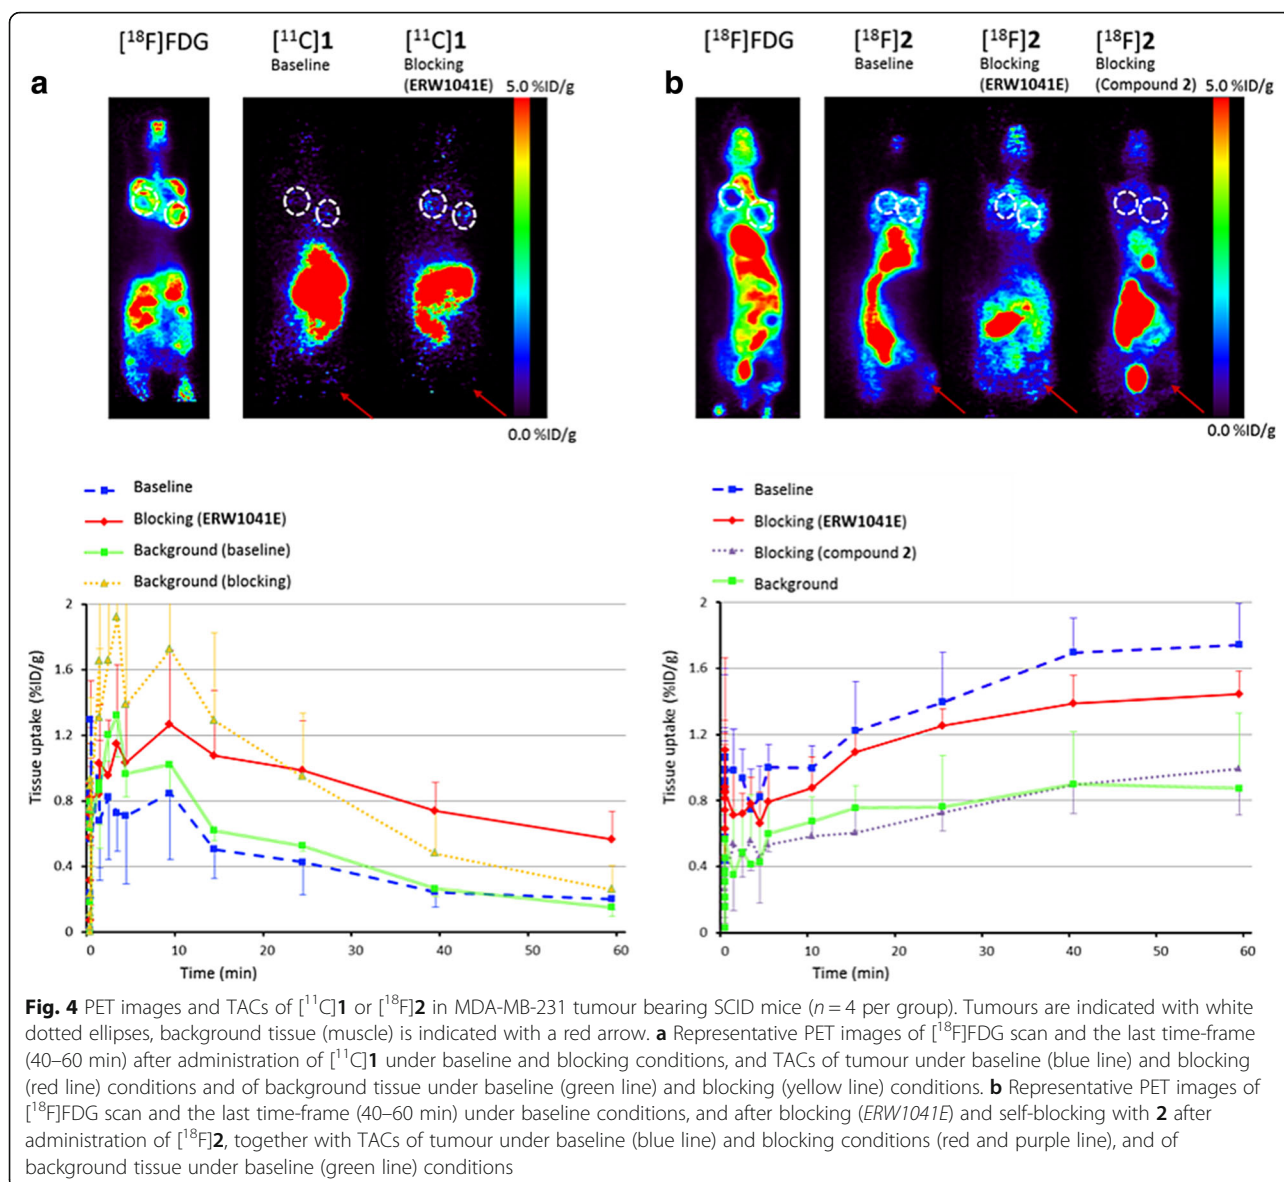 a
[¹⁸F]FDG
[¹¹C]1
Baseline
[¹¹C]1
Blocking
(ERW1041E)
5.0 %ID/g
0.0 %ID/g
b
[¹⁸F]FDG
[¹⁸F]2
Baseline
[¹⁸F]2
Blocking
(ERW1041E)
[¹⁸F]2
Blocking
(Compound 2)
5.0 %ID/g
0.0 %ID/g
Baseline
Blocking (ERW1041E)
Background (baseline)
Background (blocking)
Tissue uptake (%ID/g)
2
1.6
1.2
0.8
0.4
0
0 10 20 30 40 50 60
Time (min)
Baseline
Blocking (ERW1041E)
Blocking (compound 2)
Background
Tissue uptake (%ID/g)
2
1.6
1.2
0.8
0.4
0
0 10 20 30 40 50 60
Time (min)
Fig. 4 PET images and TACs of [¹¹C]1 or [¹⁸F]2 in MDA-MB-231 tumour bearing SCID mice (n = 4 per group). Tumours are indicated with white
dotted ellipses, background tissue (muscle) is indicated with a red arrow. a Representative PET images of [¹⁸F]FDG scan and the last time-frame
(40–60 min) after administration of [¹¹C]1 under baseline and blocking conditions, and TACs of tumour under baseline (blue line) and blocking
(red line) conditions and of background tissue under baseline (green line) and blocking (yellow line) conditions. b Representative PET images of
[¹⁸F]FDG scan and the last time-frame (40–60 min) under baseline conditions, and after blocking (ERW1041E) and self-blocking with 2 after
administration of [¹⁸F]2, together with TACs of tumour under baseline (blue line) and blocking conditions (red and purple line), and of
background tissue under baseline (green line) conditions